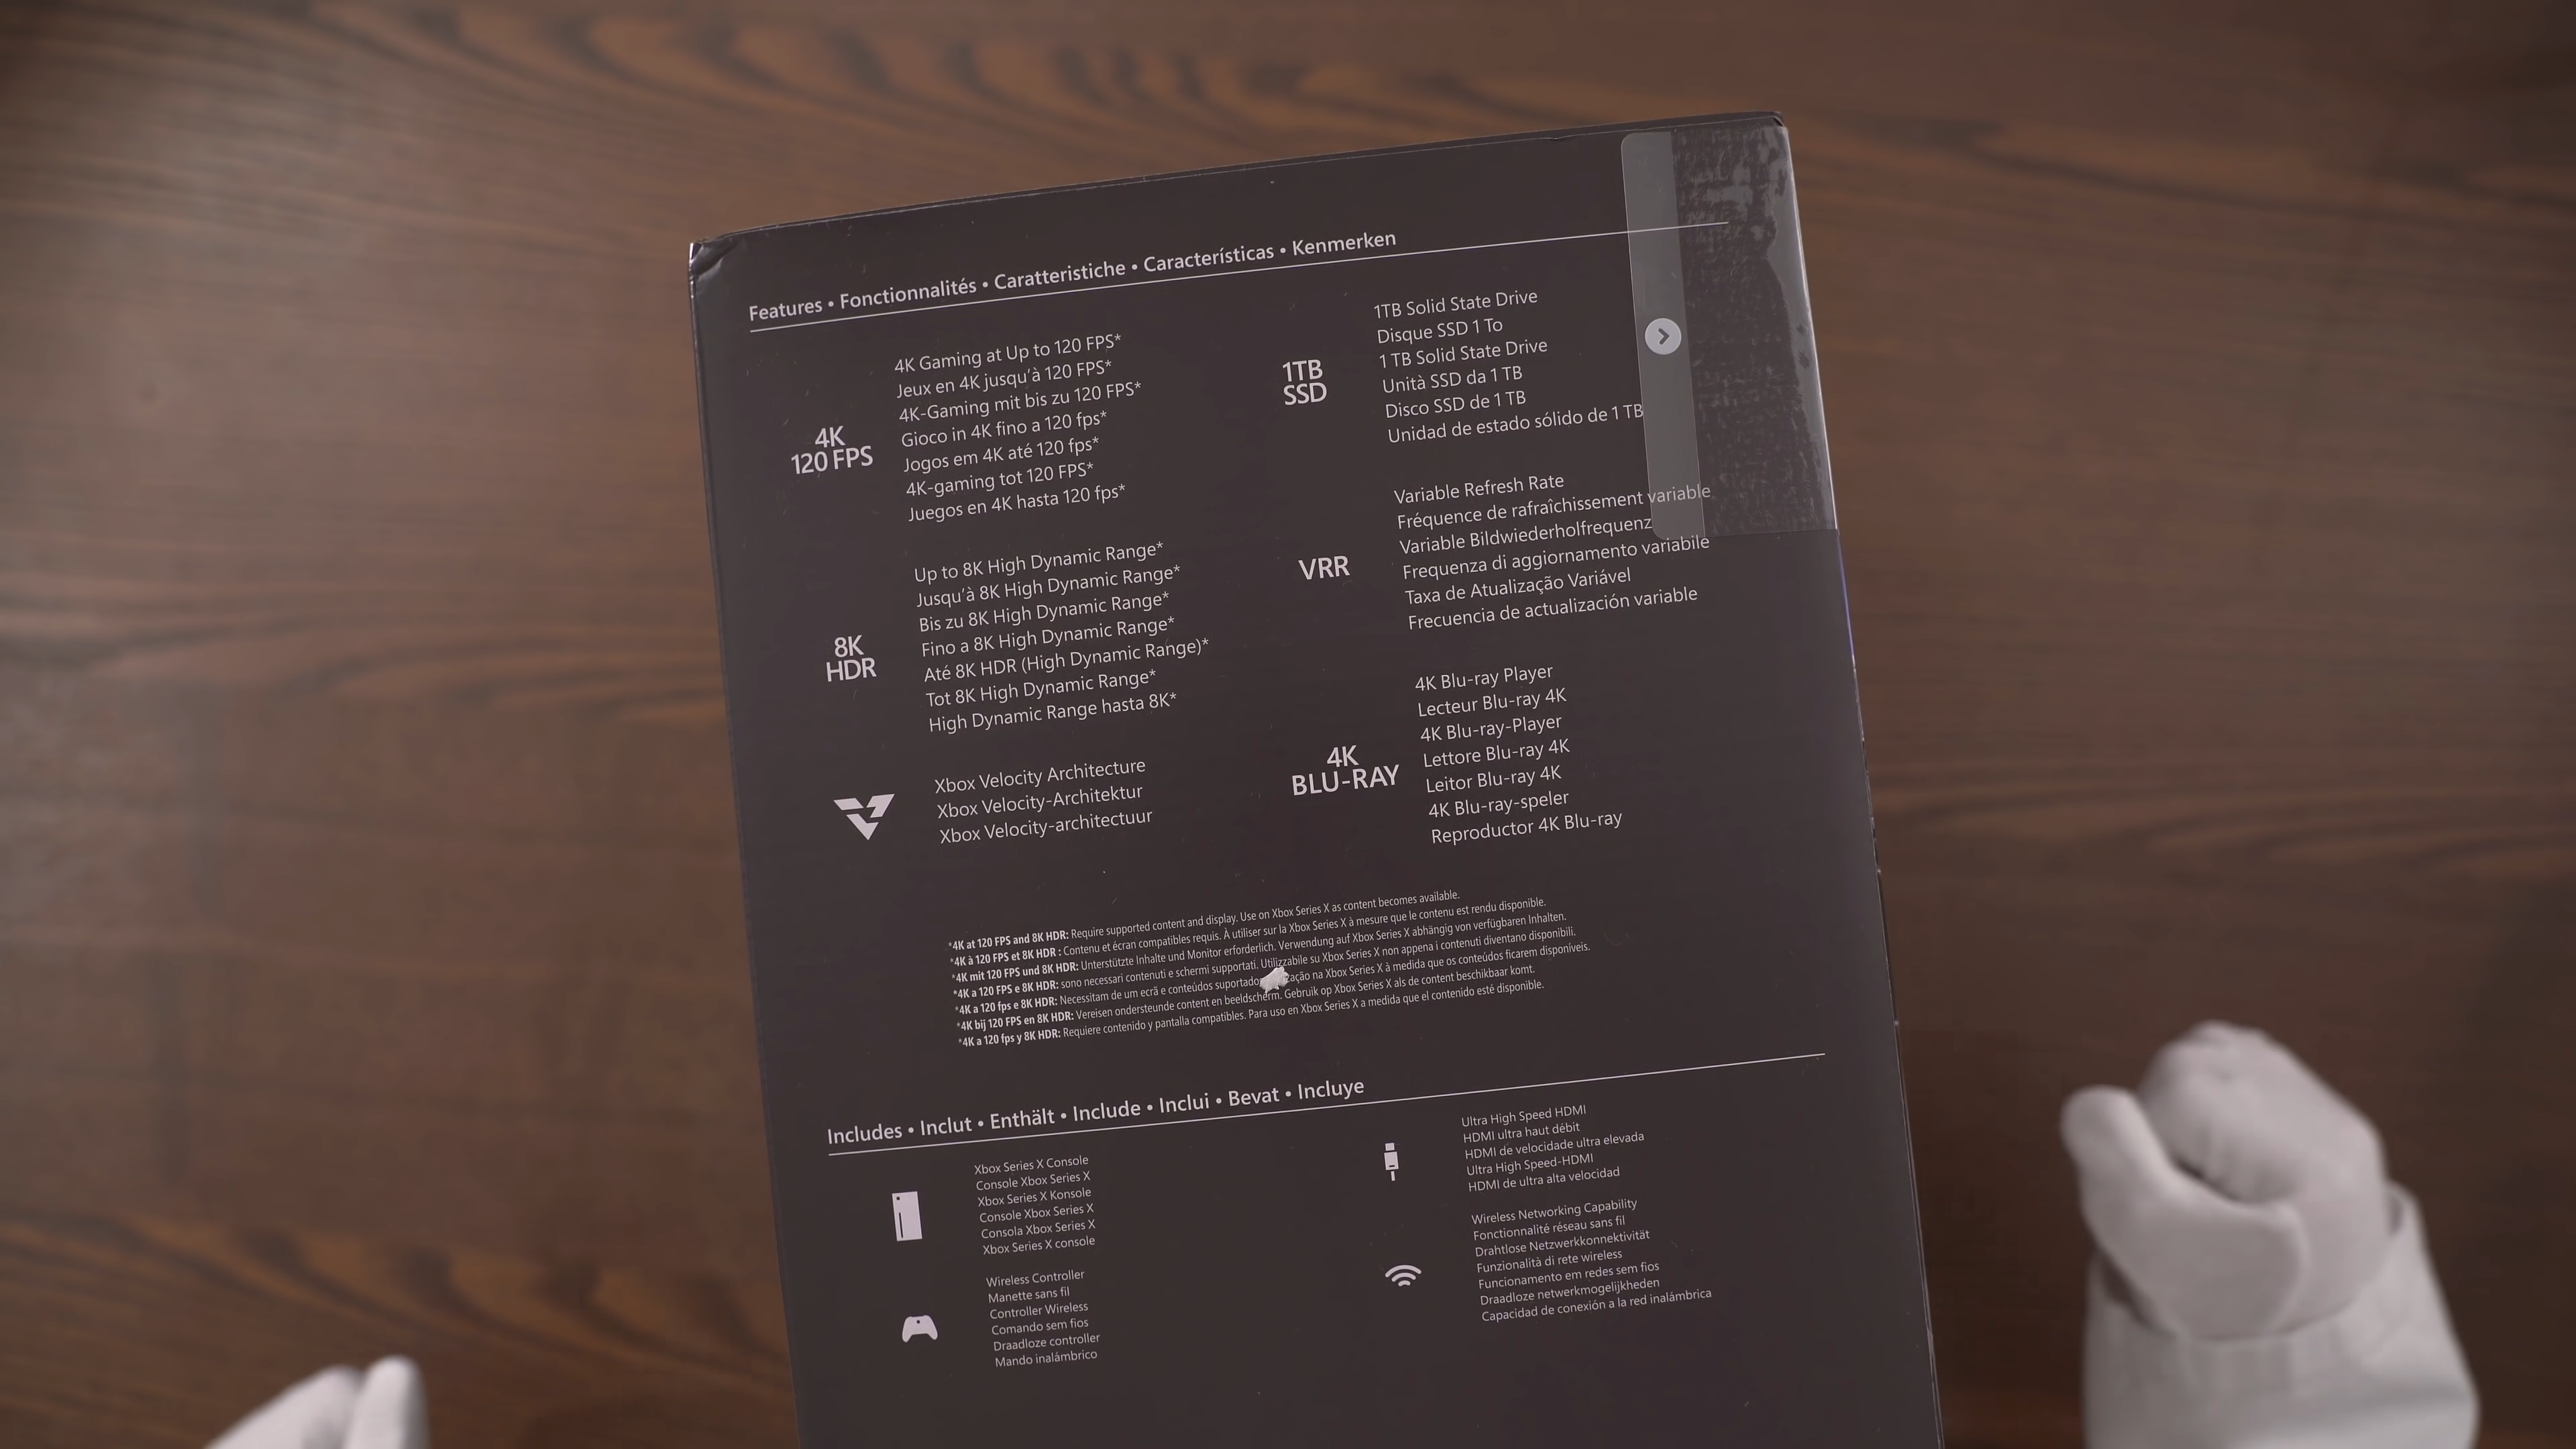 Features • Fonctionnalités • Caratteristiche • Características • Kenmerken
4K
120 FPS
4K Gaming at Up to 120 FPS*
Jeux en 4K jusqu'à 120 FPS*
4K-Gaming mit bis zu 120 FPS*
Gioco in 4K fino a 120 fps*
Jogos em 4K até 120 fps*
4K-gaming tot 120 FPS*
Juegos en 4K hasta 120 fps*
8K
HDR
Up to 8K High Dynamic Range*
Jusqu'à 8K High Dynamic Range*
Bis zu 8K High Dynamic Range*
Fino a 8K High Dynamic Range*
Até 8K HDR (High Dynamic Range)*
Tot 8K High Dynamic Range*
High Dynamic Range hasta 8K*
Xbox Velocity Architecture
Xbox Velocity-Architektur
Xbox Velocity-architectuur
1TB
SSD
1TB Solid State Drive
Disque SSD 1 To
1 TB Solid State Drive
Unità SSD da 1 TB
Disco SSD de 1 TB
Unidad de estado sólido de 1 TB
VRR
Variable Refresh Rate
Fréquence de rafraîchissement variable
Variable Bildwiederholfrequenz
Frequenza di aggiornamento variabile
Taxa de Atualização Variável
Frecuencia de actualización variable
4K
BLU-RAY
4K Blu-ray Player
Lecteur Blu-ray 4K
4K Blu-ray-Player
Lettore Blu-ray 4K
Leitor Blu-ray 4K
4K Blu-ray-speler
Reproductor 4K Blu-ray
*4K at 120 FPS and 8K HDR: Require supported content and display. Use on Xbox Series X as content becomes available.
*4K à 120 FPS et 8K HDR : Contenu et écran compatibles requis. À utiliser sur la Xbox Series X à mesure que le contenu est rendu disponible.
*4K mit 120 FPS und 8K HDR: Unterstützte Inhalte und Monitor erforderlich. Verwendung auf Xbox Series X abhängig von verfügbaren Inhalten.
*4K a 120 FPS e 8K HDR: sono necessari contenuti e schermi supportati. Utilizzabile su Xbox Series X non appena i contenuti diventano disponibili.
*4K a 120 fps e 8K HDR: Necessitam de um ecrã e conteúdos na Xbox Series X à medida que os conteúdos ficarem disponíveis.
*4K bij 120 FPS en 8K HDR: Vereisen ondersteunde content en beeldscherm. Gebruik op Xbox Series X als de content beschikbaar komt.
*4K a 120 fps y 8K HDR: Requiere contenido y pantalla compatibles. Para uso en Xbox Series X a medida que el contenido esté disponible.
Includes • Inclut • Enthält • Include • Inclui • Bevat • Incluye
Xbox Series X Console
Console Xbox Series X
Xbox Series X Konsole
Console Xbox Series X
Consola Xbox Series X
Xbox Series X console
Wireless Controller
Manette sans fil
Controller Wireless
Comando sem fios
Draadloze controller
Mando inalámbrico
Ultra High Speed HDMI
HDMI ultra haut débit
HDMI de velocidade ultra elevada
Ultra High Speed-HDMI
HDMI de ultra alta velocidad
Wireless Networking Capability
Fonctionnalité réseau sans fil
Drahtlose Netzwerkkonnektivität
Funzionalità di rete wireless
Funcionamento em redes sem fios
Draadloze netwerkmogelijkheden
Capacidad de conexión a la red inalámbrica